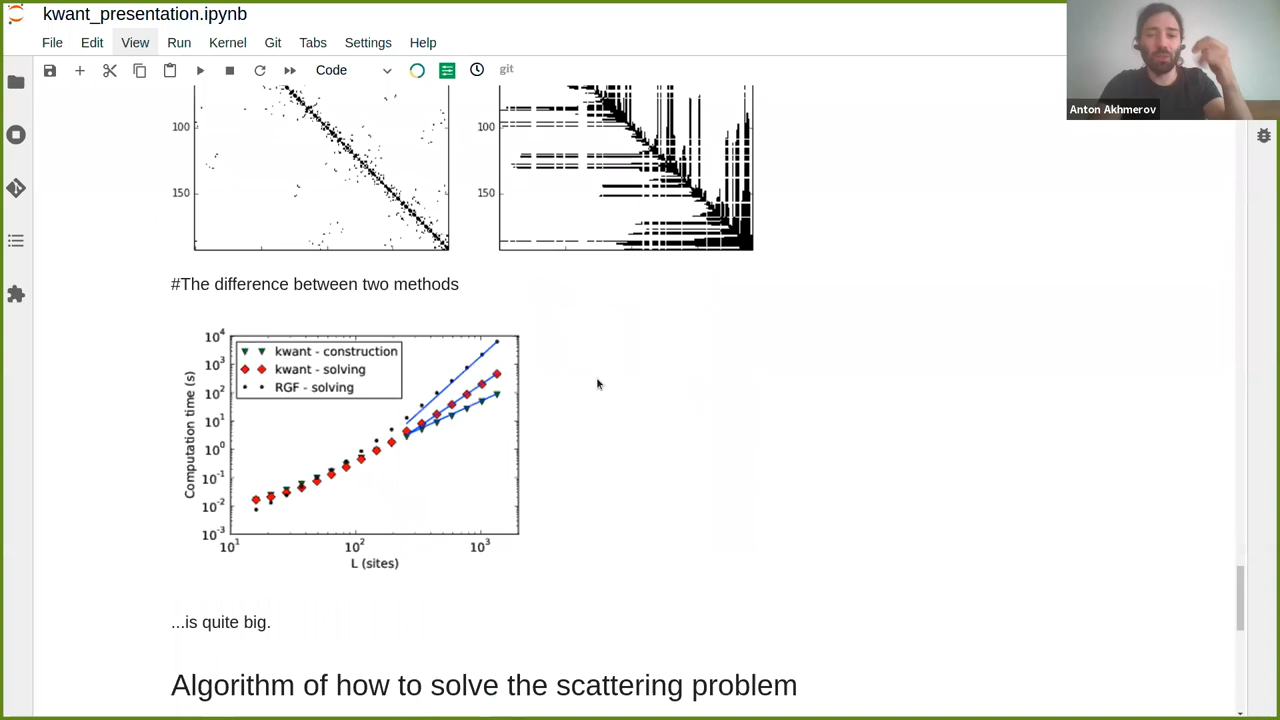 kwant_presentation.ipynb
File Edit View Run Kernel Git Tabs Settings Help
Code git
Anton Akhmerov
100 100
150 150
#The difference between two methods
10^4
10^3
10^2
10^1
10^0
10^-1
10^-2
10^-3
Computation time (s)
kwant - construction
kwant - solving
RGF - solving
10^1 10^2 10^3
L (sites)
...is quite big.
Algorithm of how to solve the scattering problem